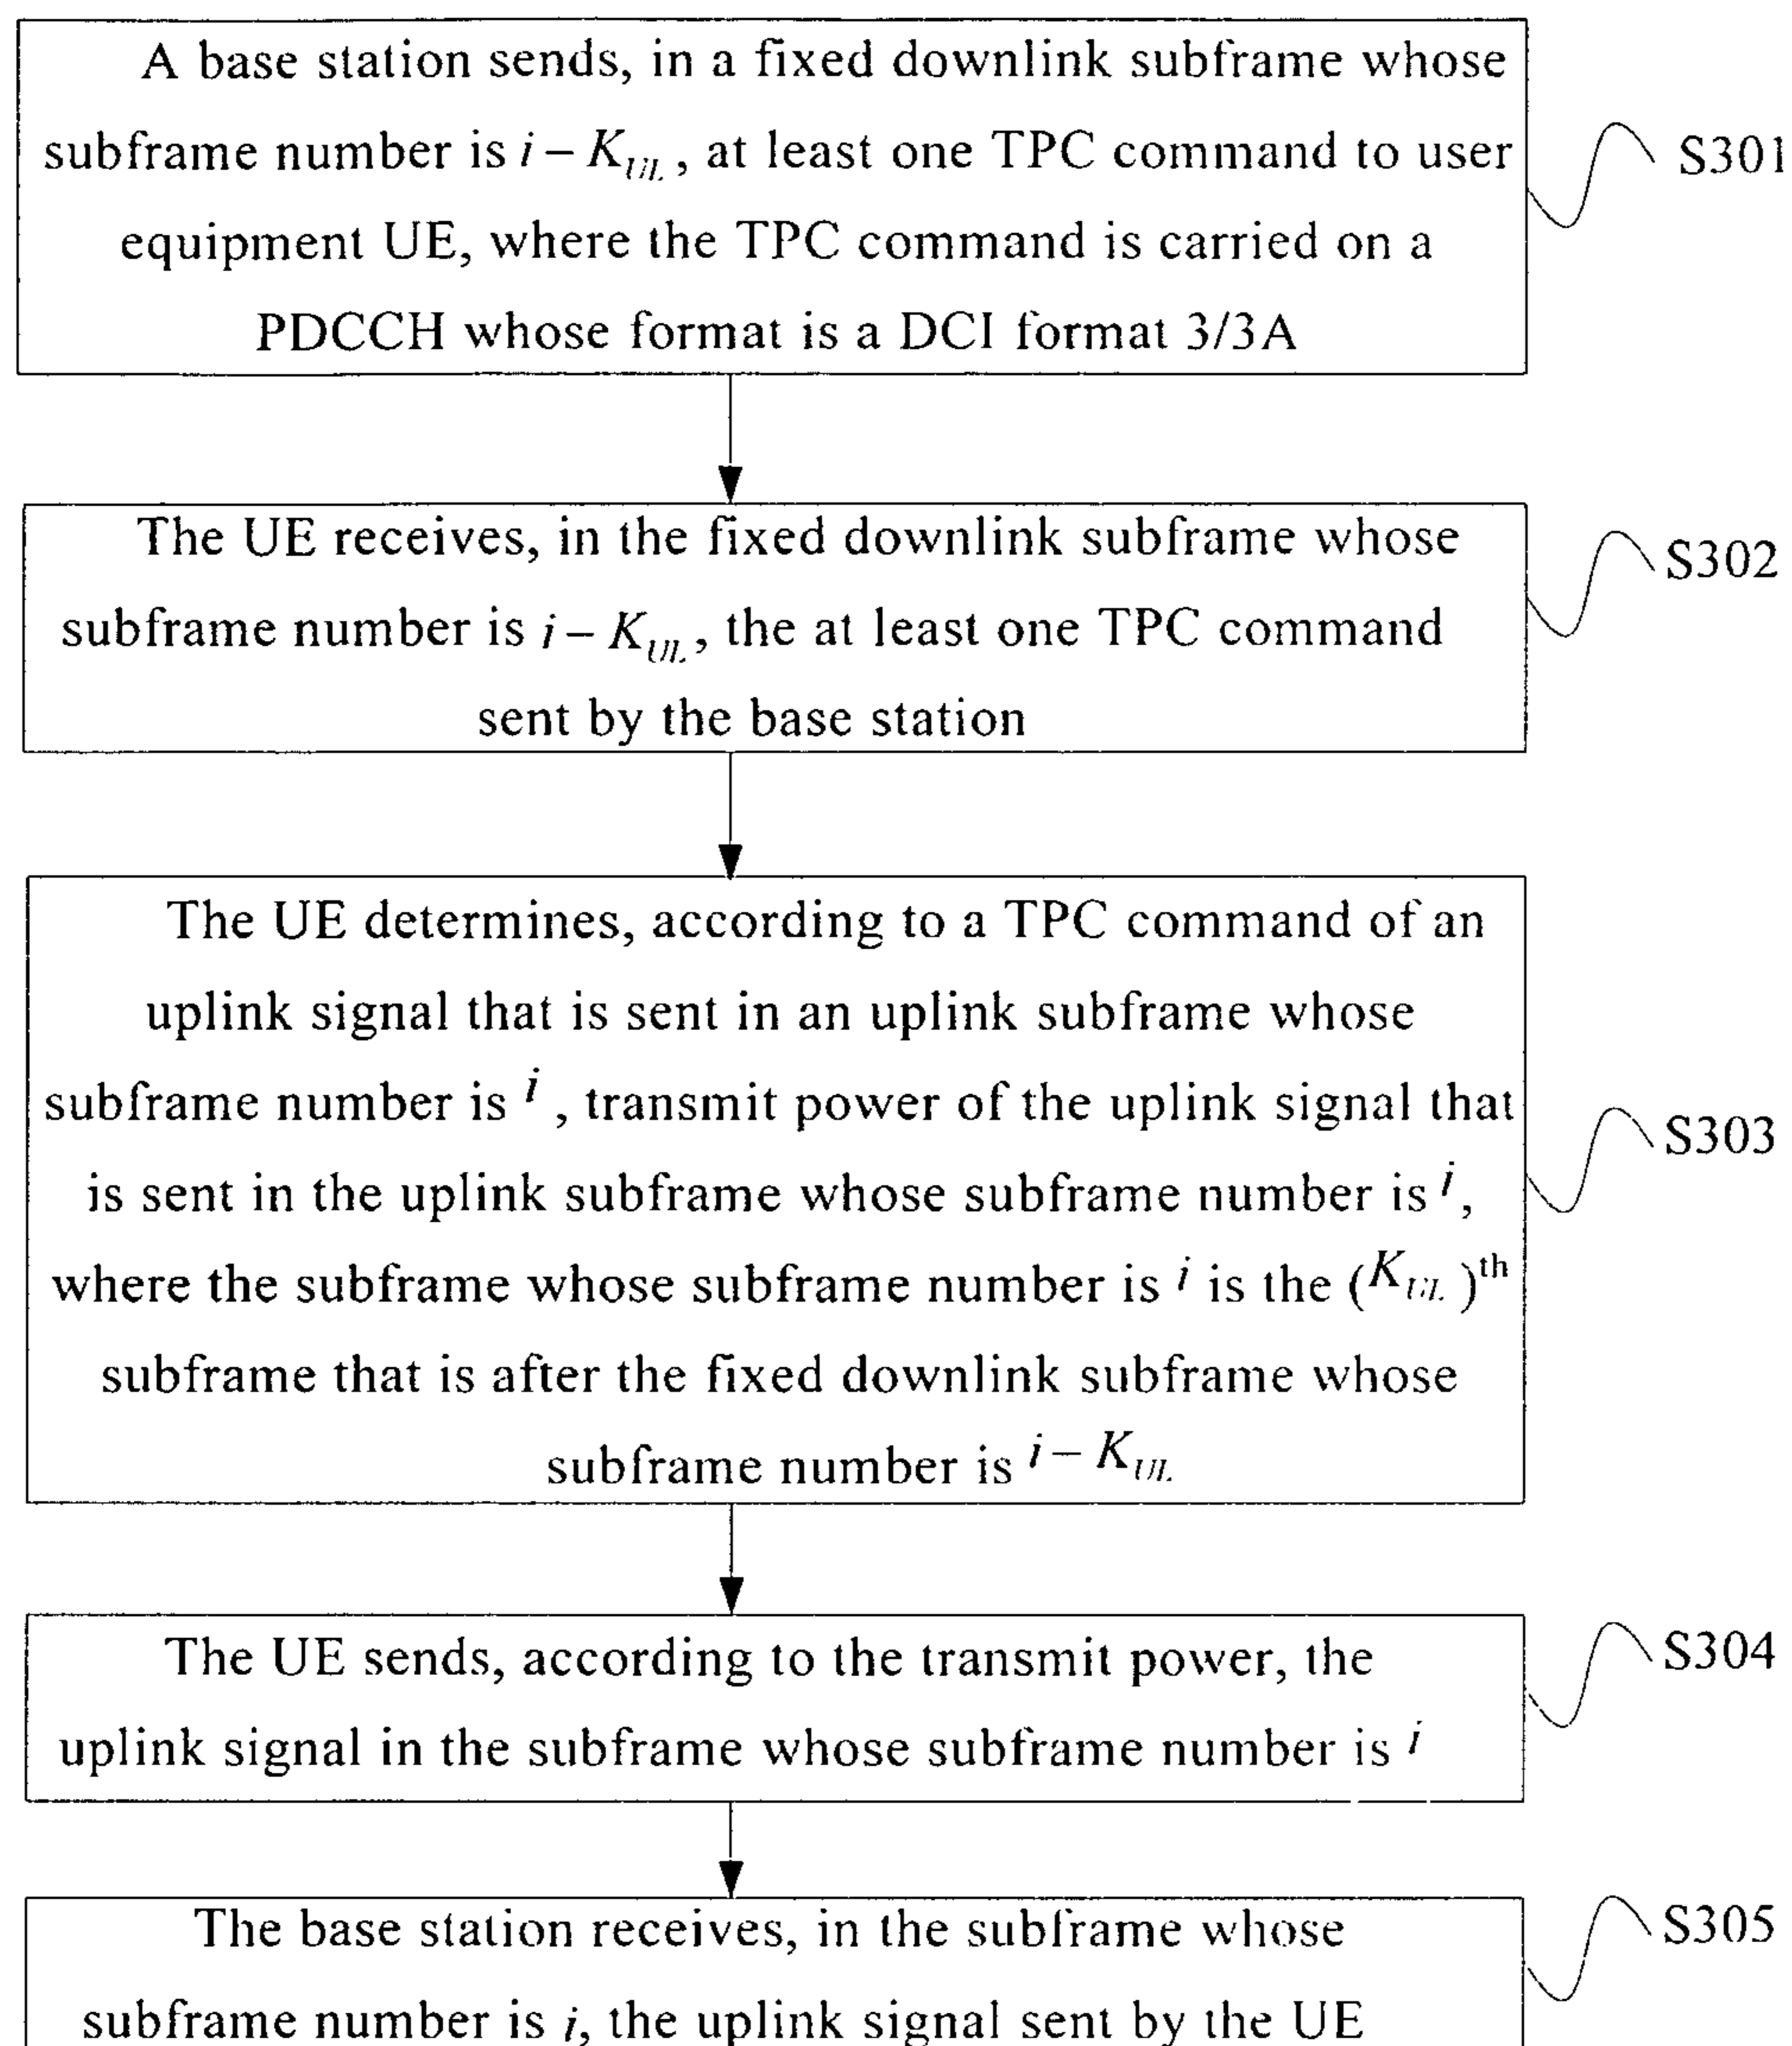 A base station sends, in a fixed downlink subframe whose
subframe number is i – K_UL, at least one TPC command to user
equipment UE, where the TPC command is carried on a
PDCCH whose format is a DCI format 3/3A
S301
The UE receives, in the fixed downlink subframe whose
subframe number is i – K_UL, the at least one TPC command
sent by the base station
S302
The UE determines, according to a TPC command of an
uplink signal that is sent in an uplink subframe whose
subframe number is i , transmit power of the uplink signal that
is sent in the uplink subframe whose subframe number is i,
where the subframe whose subframe number is i is the (K_UL)th
subframe that is after the fixed downlink subframe whose
subframe number is i – K_UL
S303
The UE sends, according to the transmit power, the
uplink signal in the subframe whose subframe number is i
S304
The base station receives, in the subframe whose
subframe number is i, the uplink signal sent by the UE
S305